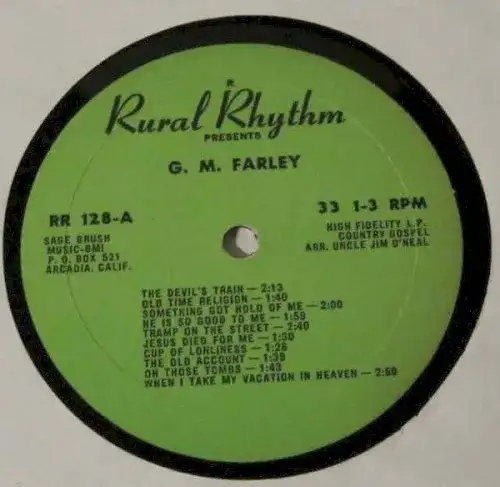 R
Rural Rhythm
PRESENTS
G. M. FARLEY
RR 128-A
33 1-3 RPM
SAGE BRUSH
MUSIC-BMI
P. O. BOX 521
ARCADIA, CALIF.
HIGH FIDELITY L.P.
COUNTRY GOSPEL
ARR. UNCLE JIM O'NEAL
THE DEVIL'S TRAIN — 2:13
OLD TIME RELIGION — 1:40
SOMETHING GOT HOLD OF ME — 2:00
HE IS SO GOOD TO ME — 1:59
TRAMP ON THE STREET — 2:40
JESUS DIED FOR ME — 1:30
CUP OF LORLINESS — 1:26
THE OLD ACCOUNT — 1:39
OH THOSE TOMBS — 1:43
WHEN I TAKE MY VACATION IN HEAVEN — 2:50